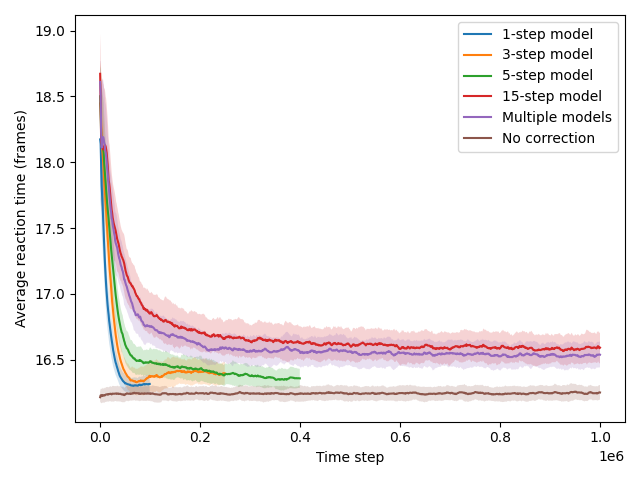 19.0
18.5
18.0
17.5
17.0
16.5
Average reaction time (frames)
1-step model
3-step model
5-step model
15-step model
Multiple models
No correction
0.0 0.2 0.4 0.6 0.8 1.0
1e6
Time step